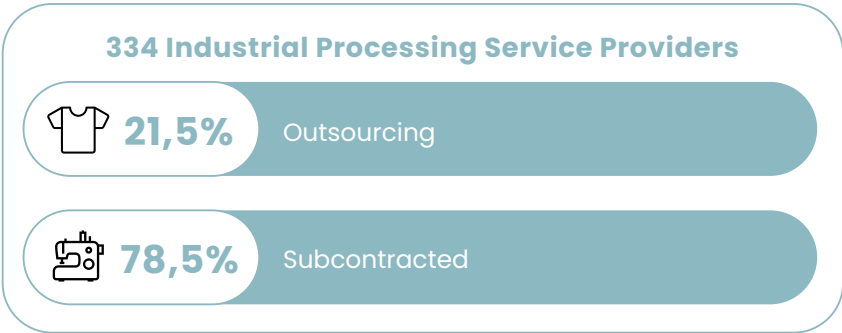 334 Industrial Processing Service Providers
21,5% Outsourcing
78,5% Subcontracted